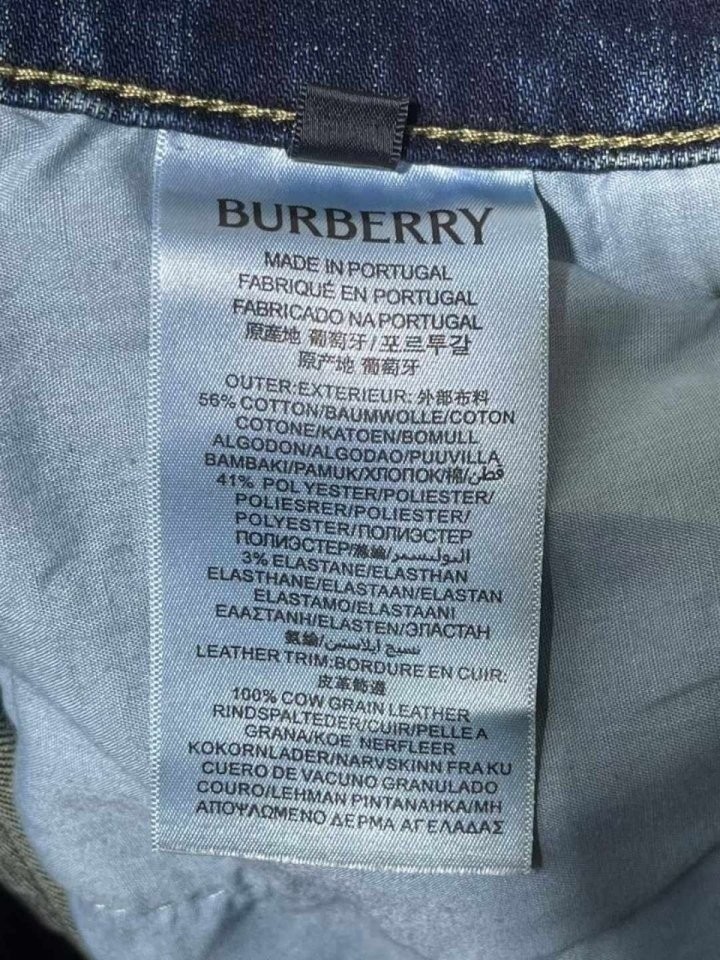 BURBERRY
MADE IN PORTUGAL
FABRIQUÉ EN PORTUGAL
FABRICADO NA PORTUGAL
原產地 葡萄牙/포르투갈
原产地 葡萄牙
OUTER:EXTERIEUR: 外部布料
56% COTTON/BAUMWOLLE/COTON
COTONE/KATOEN/BOMULL
ALGODON/ALGODAO/PUUVILLA
BAMBAKI/PAMUK/ХЛОПОК/棉/قطن
41% POLYESTER/POLIESTER/
POLIESRER/POLIESTER/
POLYESTER/ПОЛИЭСТЕР
ПОЛИЭСТЕР/滌綸/البوليستر
3% ELASTANE/ELASTHAN
ELASTHANE/ELASTAAN/ELASTAN
ELASTAMO/ELASTAANI
ΕΛΑΣΤΑΝΗ/ELASTEN/ЭЛАСТАН
氨綸/نسيج ايلاستين
LEATHER TRIM:BORDURE EN CUIR:
皮革飾邊
100% COW GRAIN LEATHER
RINDSPALTEDER/CUIR/PELLE A
GRANA/KOE NERFLEER
KOKORNLADER/NARVSKINN FRA KU
CUERO DE VACUNO GRANULADO
COURO/LEHMAN PINTANAHKA/MH
ΑΠΟΨΛΩΜΕΝΟ ΔΕΡΜΑ ΑΓΕΛΑΔΑΣ